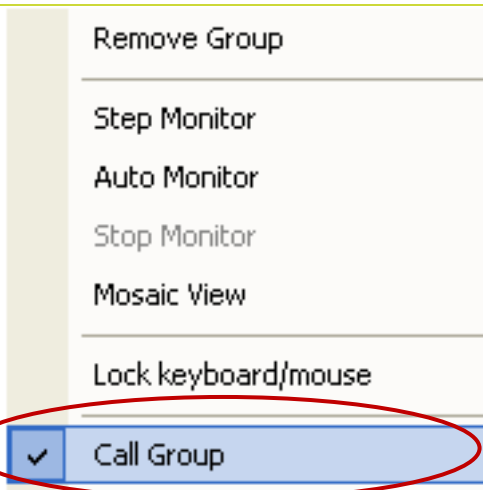 Remove Group
Step Monitor
Auto Monitor
Stop Monitor
Mosaic View
Lock keyboard/mouse
Call Group